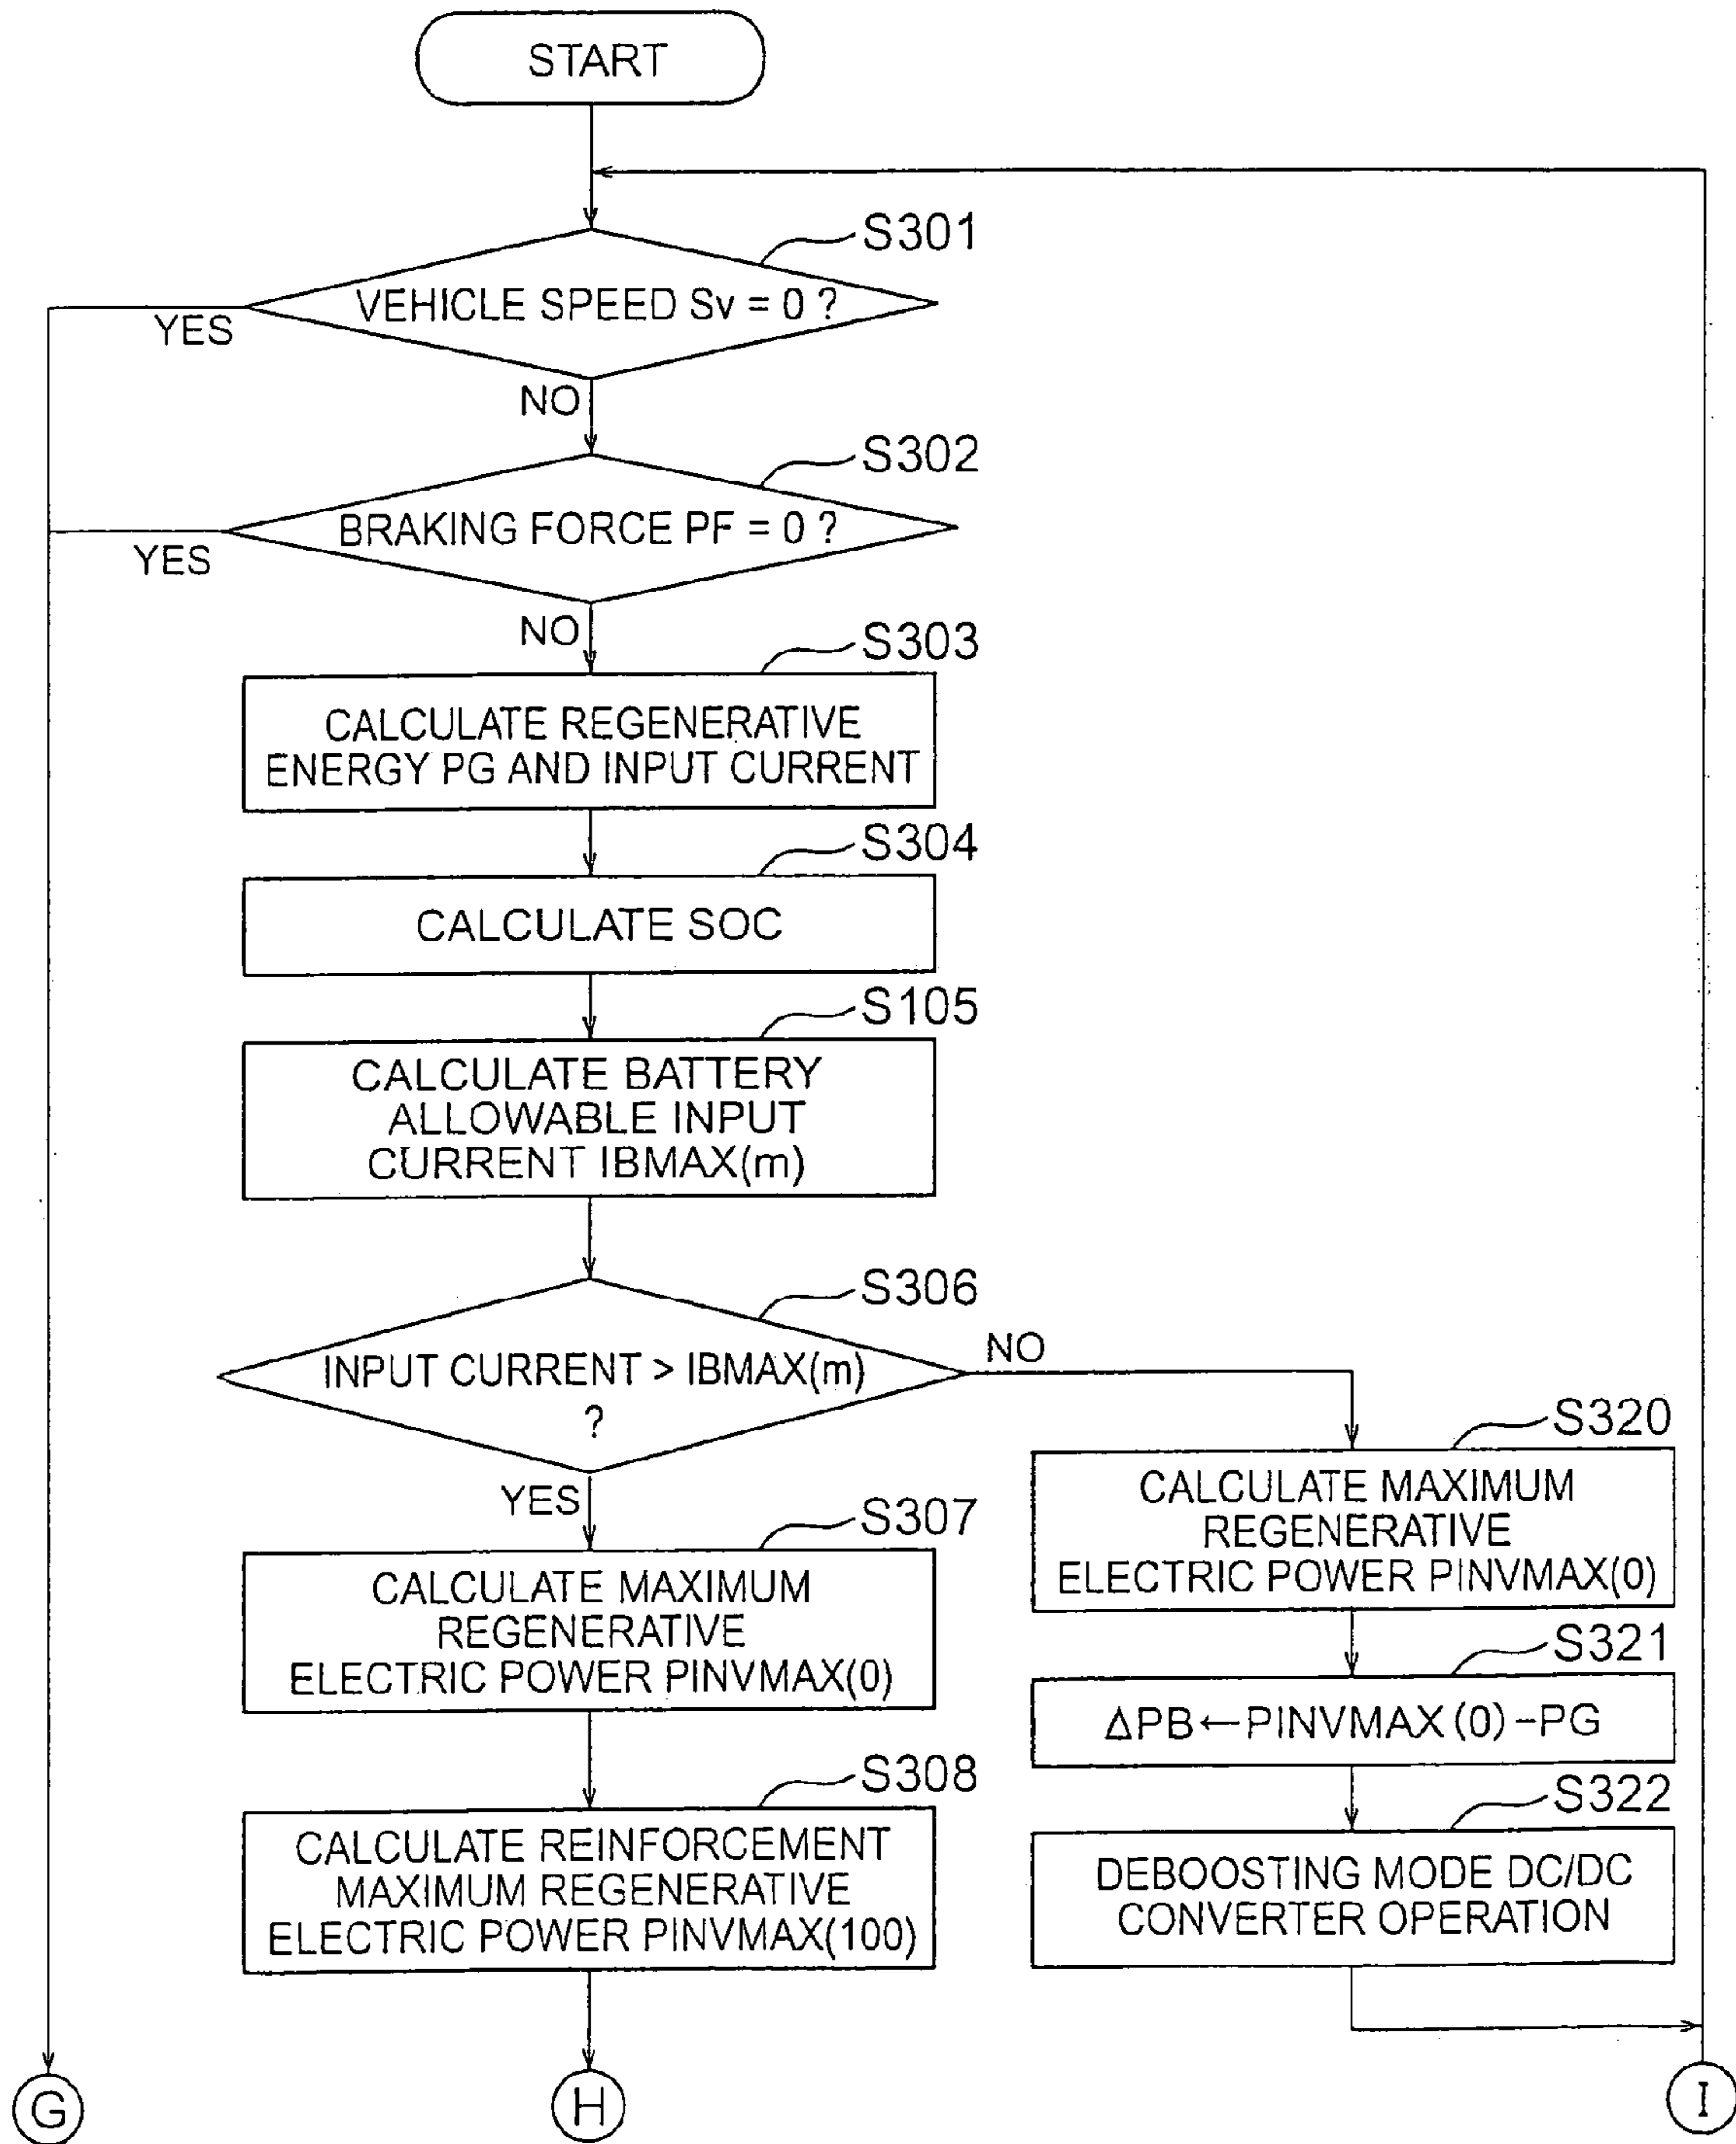 START
S301
VEHICLE SPEED Sv = 0 ?
YES
NO
S302
BRAKING FORCE PF = 0 ?
YES
NO
S303
CALCULATE REGENERATIVE
ENERGY PG AND INPUT CURRENT
S304
CALCULATE SOC
S105
CALCULATE BATTERY
ALLOWABLE INPUT
CURRENT IBMAX(m)
S306
INPUT CURRENT > IBMAX(m)
?
NO
YES
S307
CALCULATE MAXIMUM
REGENERATIVE
ELECTRIC POWER PINVMAX(0)
S308
CALCULATE REINFORCEMENT
MAXIMUM REGENERATIVE
ELECTRIC POWER PINVMAX(100)
S320
CALCULATE MAXIMUM
REGENERATIVE
ELECTRIC POWER PINVMAX(0)
S321
ΔPB←PINVMAX(0)-PG
S322
DEBOOSTING MODE DC/DC
CONVERTER OPERATION
G
H
I